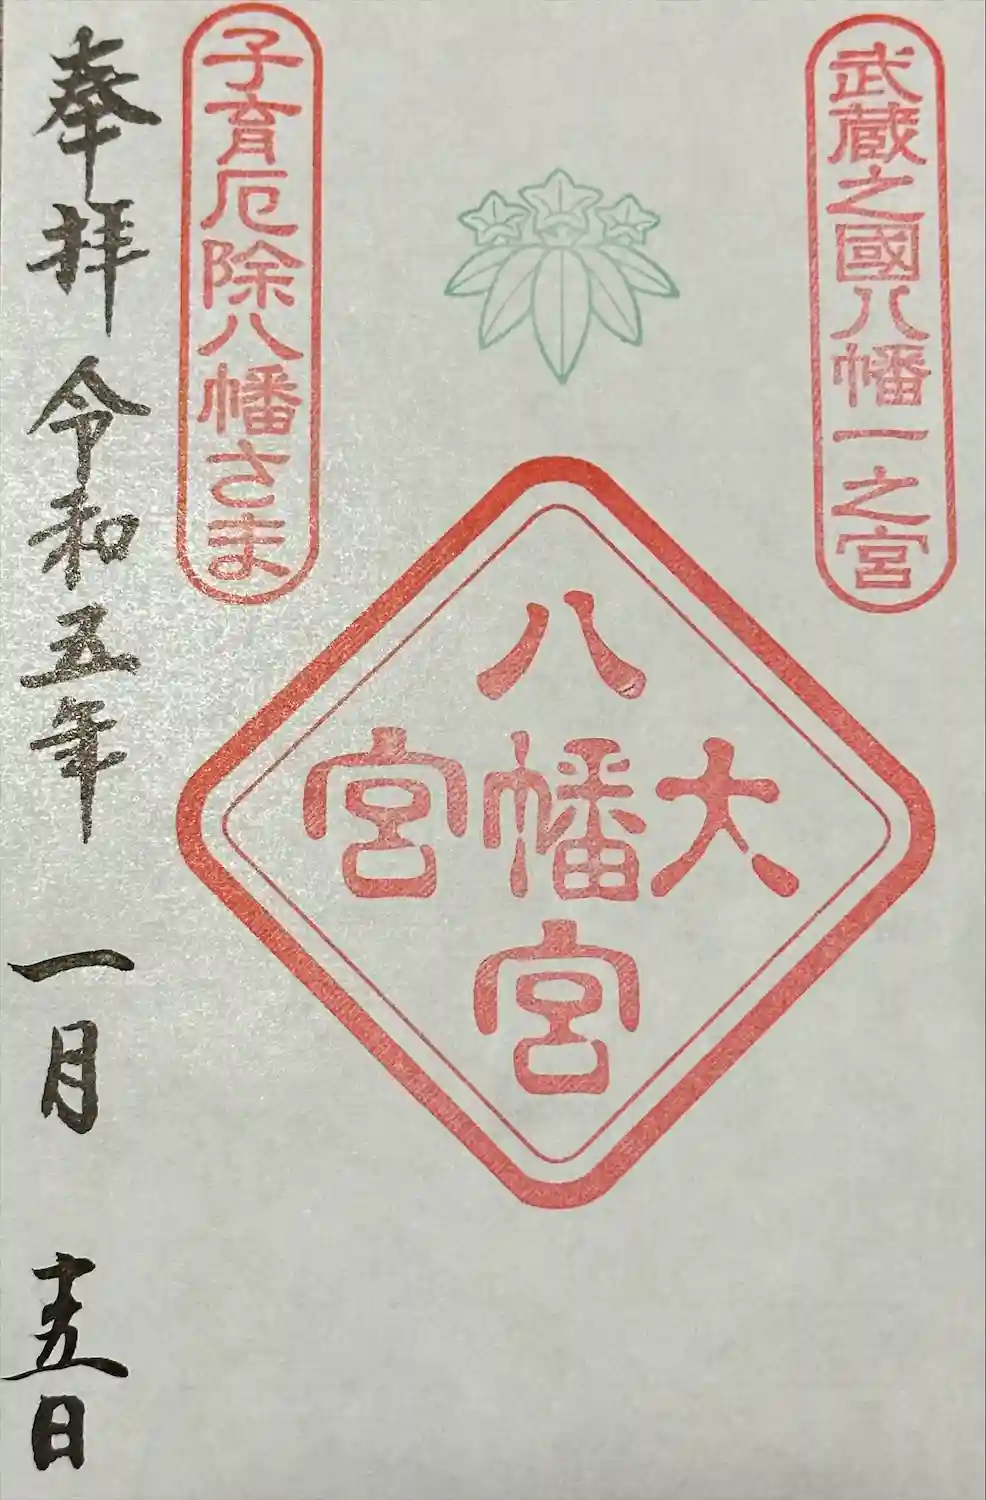 武蔵之國八幡一之宮
大
八幡宮
宮
子育厄除八幡さま
奉拝 令和五年 一月 十五日